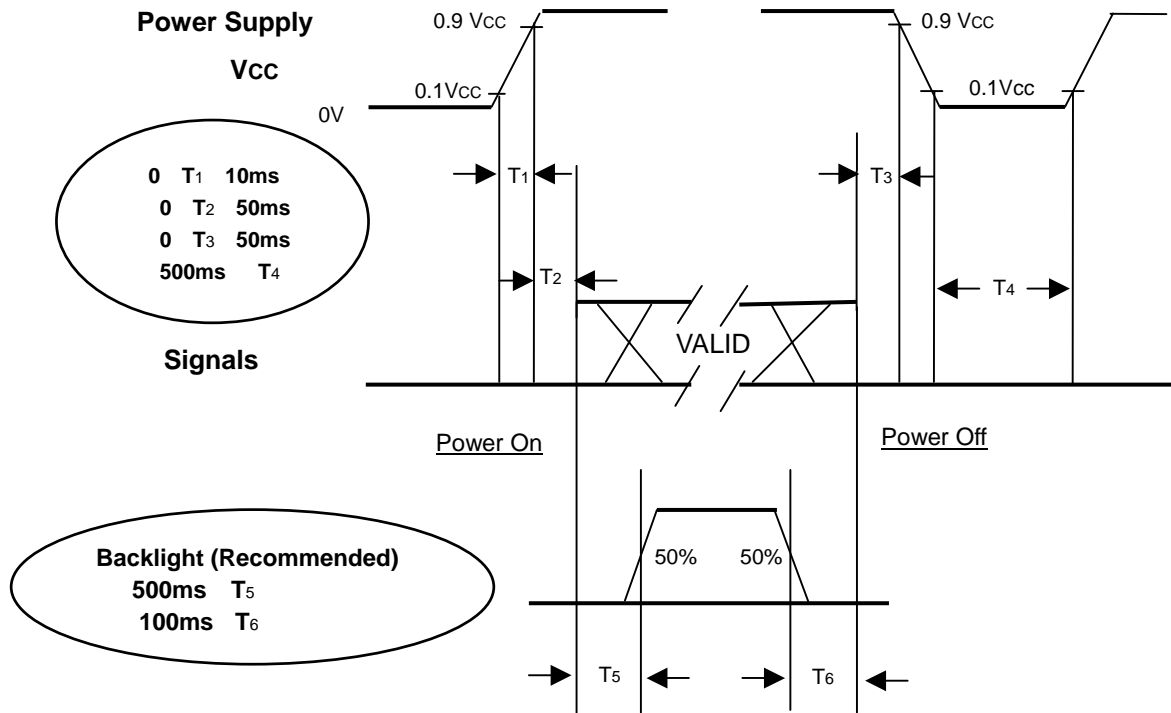 Power Supply
VCC
0.9 VCC
0.9 VCC
0.1VCC
0.1Vcc
0V
0 T1 10ms
0 T2 50ms
0 T3 50ms
500ms T4
T1
T3
T2
T4
VALID
Signals
Power On
Power Off
Backlight (Recommended)
500ms T5
100ms T6
50%
50%
T5
T6